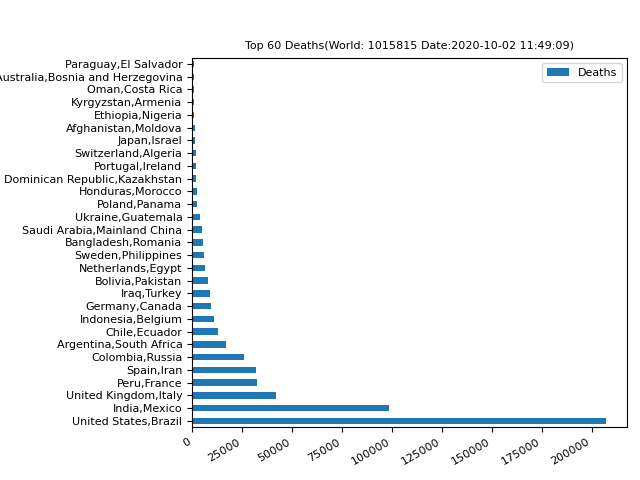 Top 60 Deaths(World: 1015815 Date:2020-10-02 11:49:09)
Deaths
Paraguay,El Salvador
Australia,Bosnia and Herzegovina
Oman,Costa Rica
Kyrgyzstan,Armenia
Ethiopia,Nigeria
Afghanistan,Moldova
Japan,Israel
Switzerland,Algeria
Portugal,Ireland
Dominican Republic,Kazakhstan
Honduras,Morocco
Poland,Panama
Ukraine,Guatemala
Saudi Arabia,Mainland China
Bangladesh,Romania
Sweden,Philippines
Netherlands,Egypt
Bolivia,Pakistan
Iraq,Turkey
Germany,Canada
Indonesia,Belgium
Chile,Ecuador
Argentina,South Africa
Colombia,Russia
Spain,Iran
Peru,France
United Kingdom,Italy
India,Mexico
United States,Brazil
0
25000
50000
75000
100000
125000
150000
175000
200000